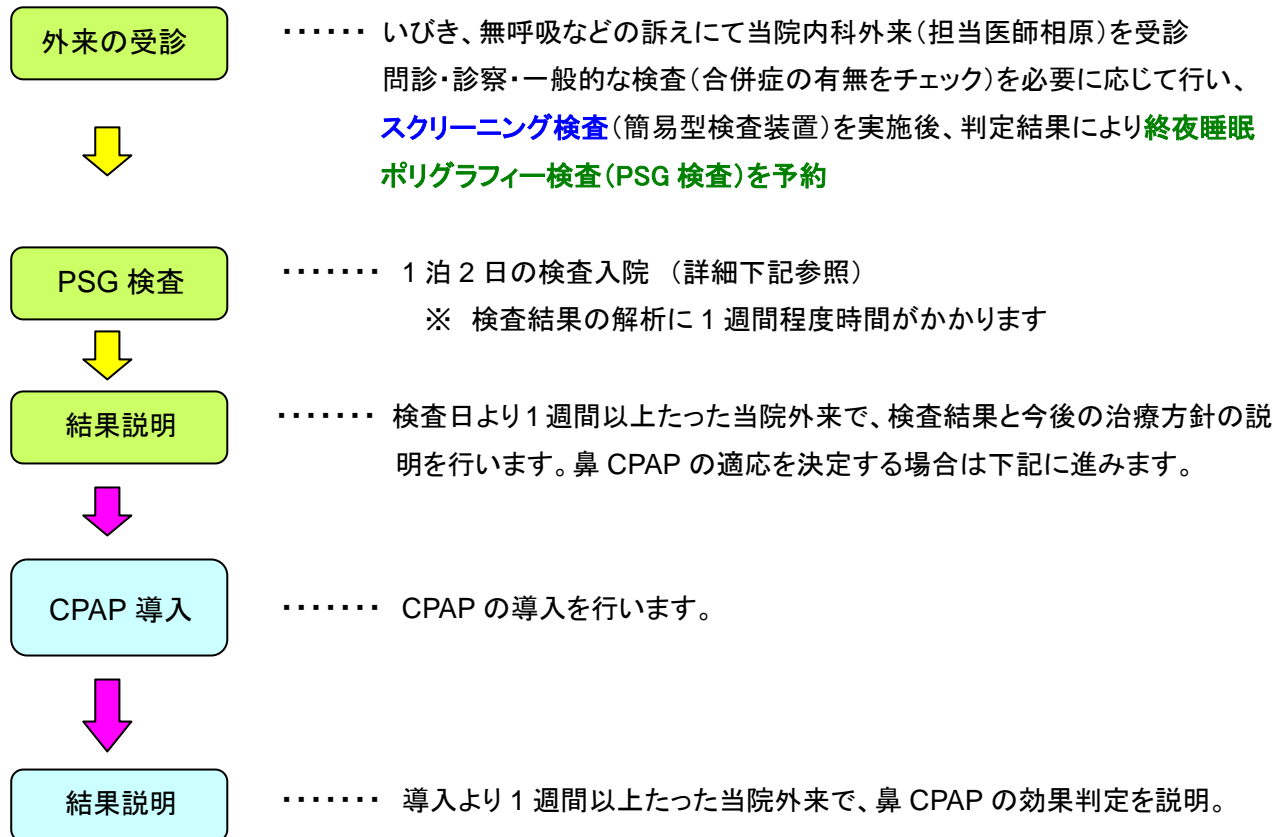 外来の受診 ・・・・・・ いびき、無呼吸などの訴えにて当院内科外来(担当医師相原)を受診
問診・診察・一般的な検査(合併症の有無をチェック)を必要に応じて行い、
スクリーニング検査(簡易型検査装置)を実施後、判定結果により終夜睡眠
ポリグラフィー検査(PSG 検査)を予約
PSG 検査 ・・・・・・・ 1 泊 2 日の検査入院 (詳細下記参照)
※ 検査結果の解析に 1 週間程度時間がかかります
結果説明 ・・・・・・・ 検査日より 1 週間以上たった当院外来で、検査結果と今後の治療方針の説
明を行います。鼻 CPAP の適応を決定する場合は下記に進みます。
CPAP 導入 ・・・・・・・ CPAP の導入を行います。
結果説明 ・・・・・・・ 導入より 1 週間以上たった当院外来で、鼻 CPAP の効果判定を説明。